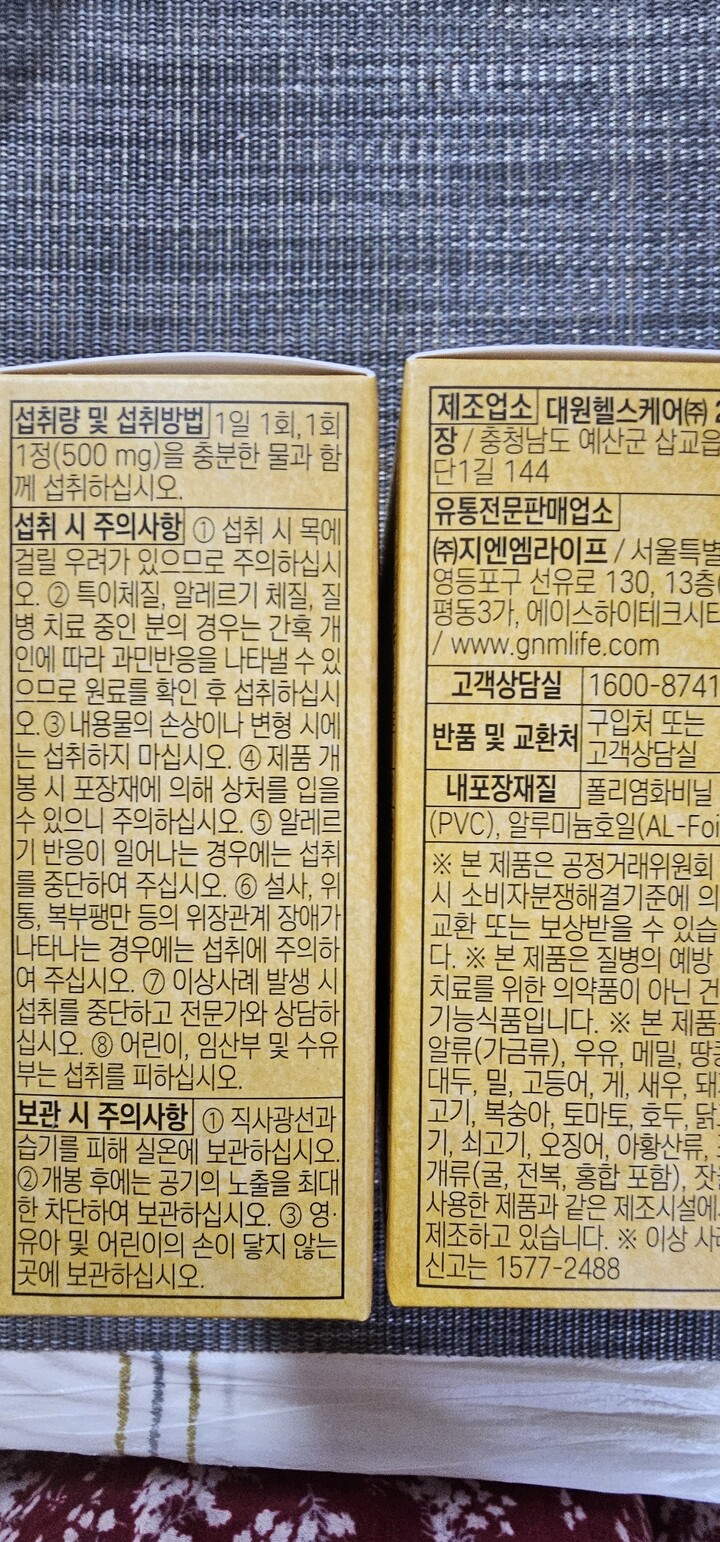 섭취량 및 섭취방법 1일 1회,1회
1정(500 mg)을 충분한 물과 함
께 섭취하십시오.
섭취 시 주의사항 ① 섭취 시 목에
걸릴 우려가 있으므로 주의하십시
오. ② 특이체질, 알레르기 체질, 질
병 치료 중인 분의 경우는 간혹 개
인에 따라 과민반응을 나타낼 수 있
으므로 원료를 확인 후 섭취하십시
오. ③ 내용물의 손상이나 변형 시에
는 섭취하지 마십시오. ④ 제품 개
봉 시 포장재에 의해 상처를 입을
수 있으니 주의하십시오. ⑤ 알레르
기 반응이 일어나는 경우에는 섭취
를 중단하여 주십시오. ⑥ 설사, 위
통, 복부팽만 등의 위장관계 장애가
나타나는 경우에는 섭취에 주의하
여 주십시오. ⑦ 이상사례 발생 시
섭취를 중단하고 전문가와 상담하
십시오. ⑧ 어린이, 임산부 및 수유
부는 섭취를 피하십시오.
보관 시 주의사항 ① 직사광선과
습기를 피해 실온에 보관하십시오.
② 개봉 후에는 공기의 노출을 최대
한 차단하여 보관하십시오. ③ 영·
유아 및 어린이의 손이 닿지 않는
곳에 보관하십시오.
제조업소 대원헬스케어㈜ 2
장 / 충청남도 예산군 삽교읍
단1길 144
유통전문판매업소
㈜지엔엠라이프 / 서울특별
영등포구 선유로 130, 13층
평동3가, 에이스하이테크시티
/ www.gnmlife.com
고객상담실 1600-8741
반품 및 교환처 구입처 또는
고객상담실
내포장재질 폴리염화비닐
(PVC), 알루미늄호일(AL-Foi
※ 본 제품은 공정거래위원회
시 소비자분쟁해결기준에 의
교환 또는 보상받을 수 있습
다. ※ 본 제품은 질병의 예방
치료를 위한 의약품이 아닌 건
기능식품입니다. ※ 본 제품
알류(가금류), 우유, 메밀, 땅콩
대두, 밀, 고등어, 게, 새우, 돼
고기, 복숭아, 토마토, 호두, 닭
기, 쇠고기, 오징어, 아황산류,
개류(굴, 전복, 홍합 포함), 잣
사용한 제품과 같은 제조시설에
제조하고 있습니다. ※ 이상 사
신고는 1577-2488